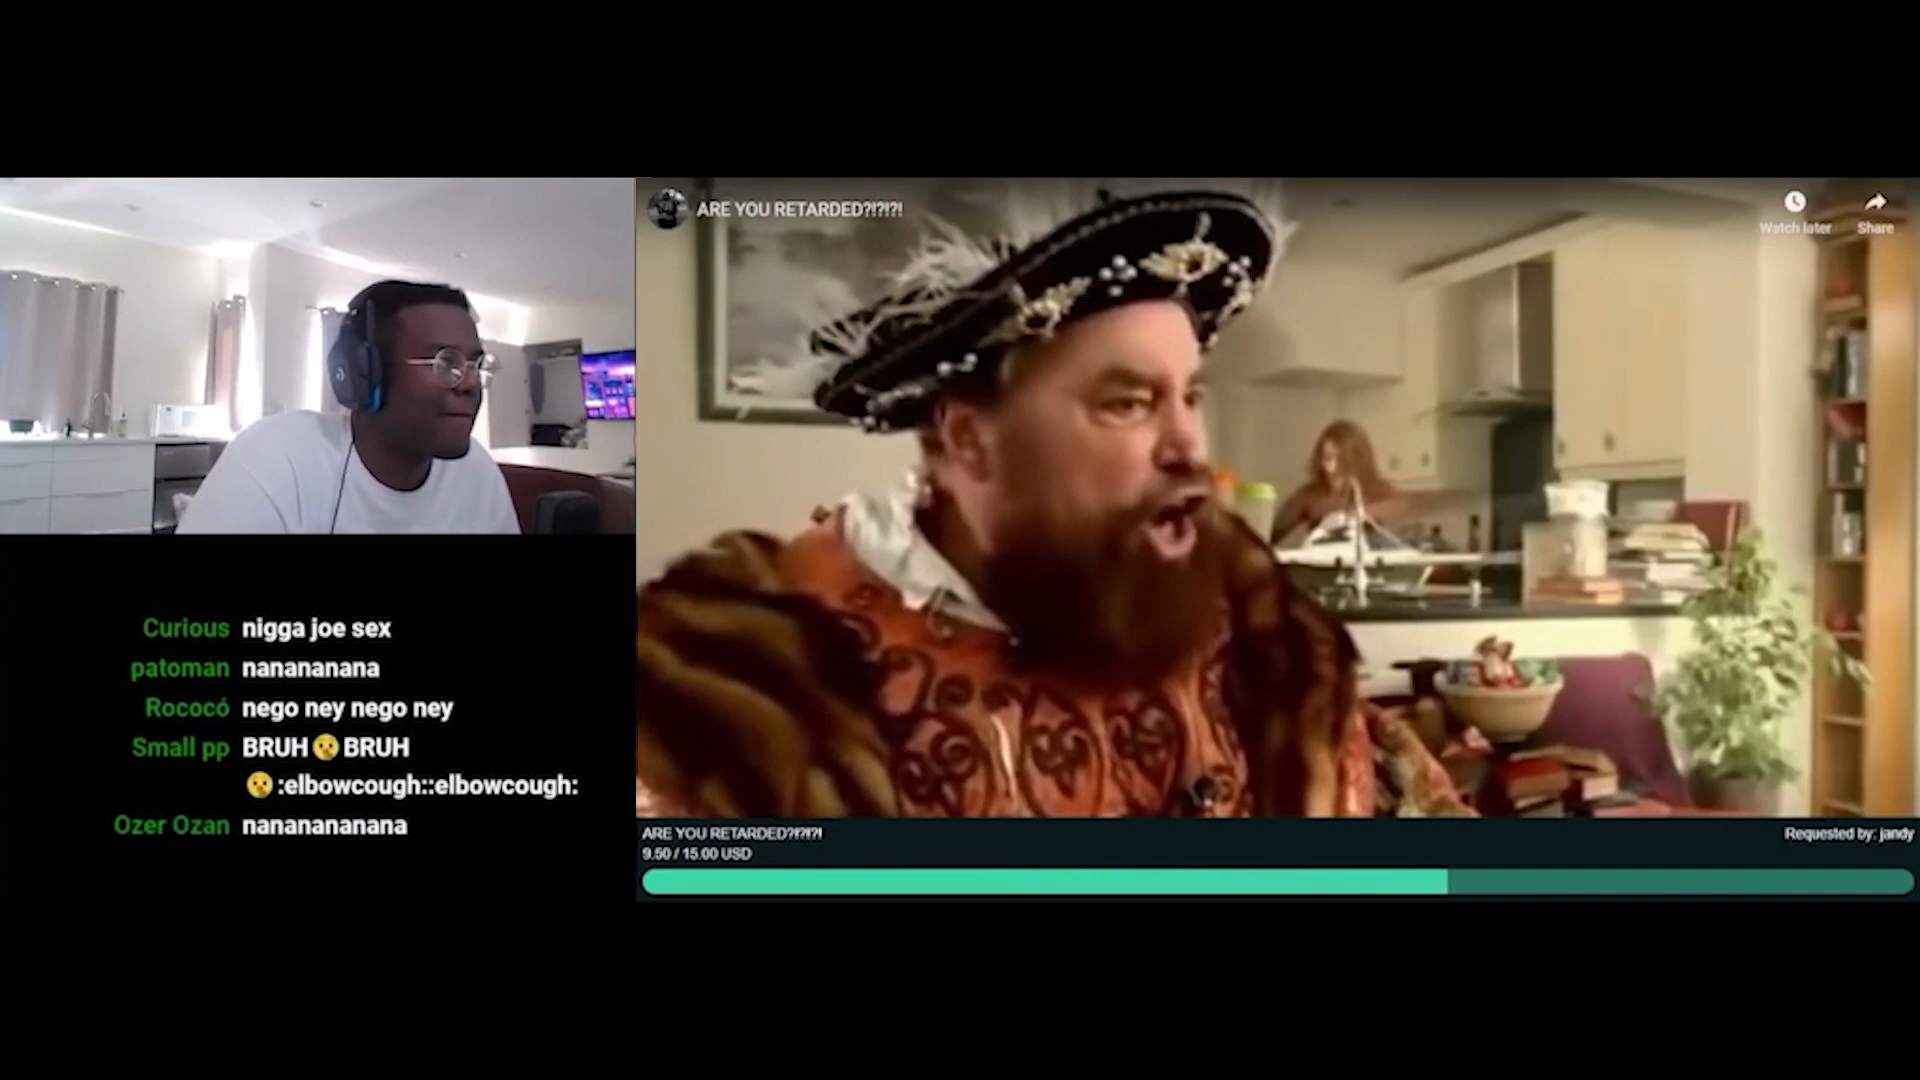 ARE YOU RETARDED?!?!?!
Watch later
Share
Curious nigga joe sex
patoman nanananana
Rococó nego ney nego ney
Small pp BRUH🤫BRUH
🤫:elbowcough::elbowcough:
Ozer Ozan nananananana
ARE YOU RETARDED?!?!?!
9.50 / 15.00 USD
Requested by: jandy